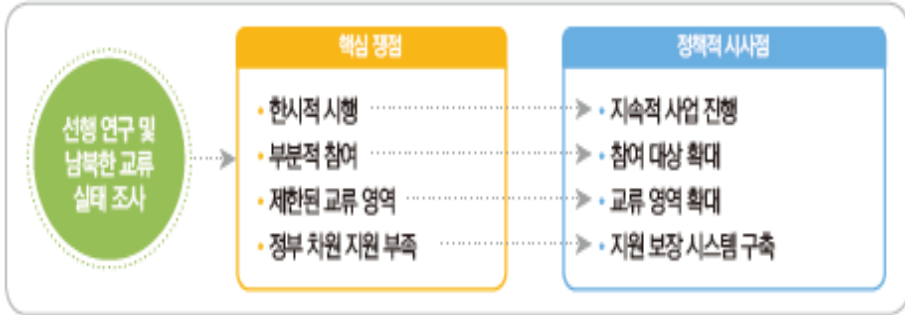 선행 연구 및
남북한 교류
실태 조사
핵심 쟁점
• 한시적 시행
• 부분적 참여
• 제한된 교류 영역
• 정부 차원 지원 부족
정책적 시사점
• 지속적 사업 진행
• 참여 대상 확대
• 교류 영역 확대
• 지원 보장 시스템 구축